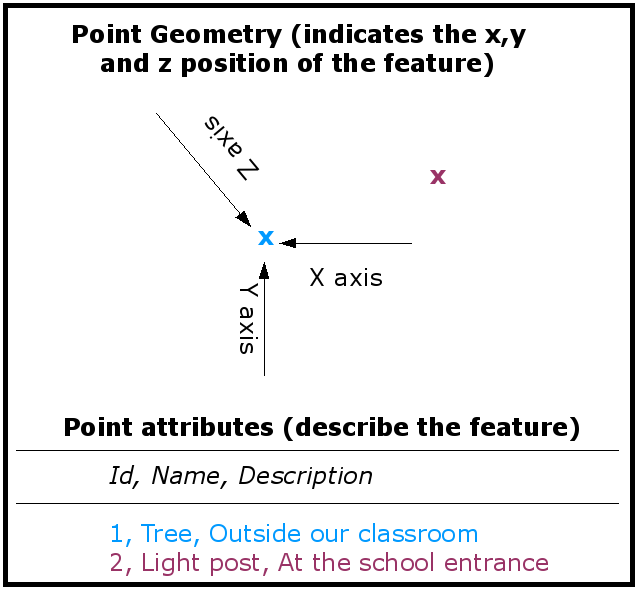 Point Geometry (indicates the x,y
and z position of the feature)
Z axis
x
x
X axis
Y axis
Point attributes (describe the feature)
Id, Name, Description
1, Tree, Outside our classroom
2, Light post, At the school entrance